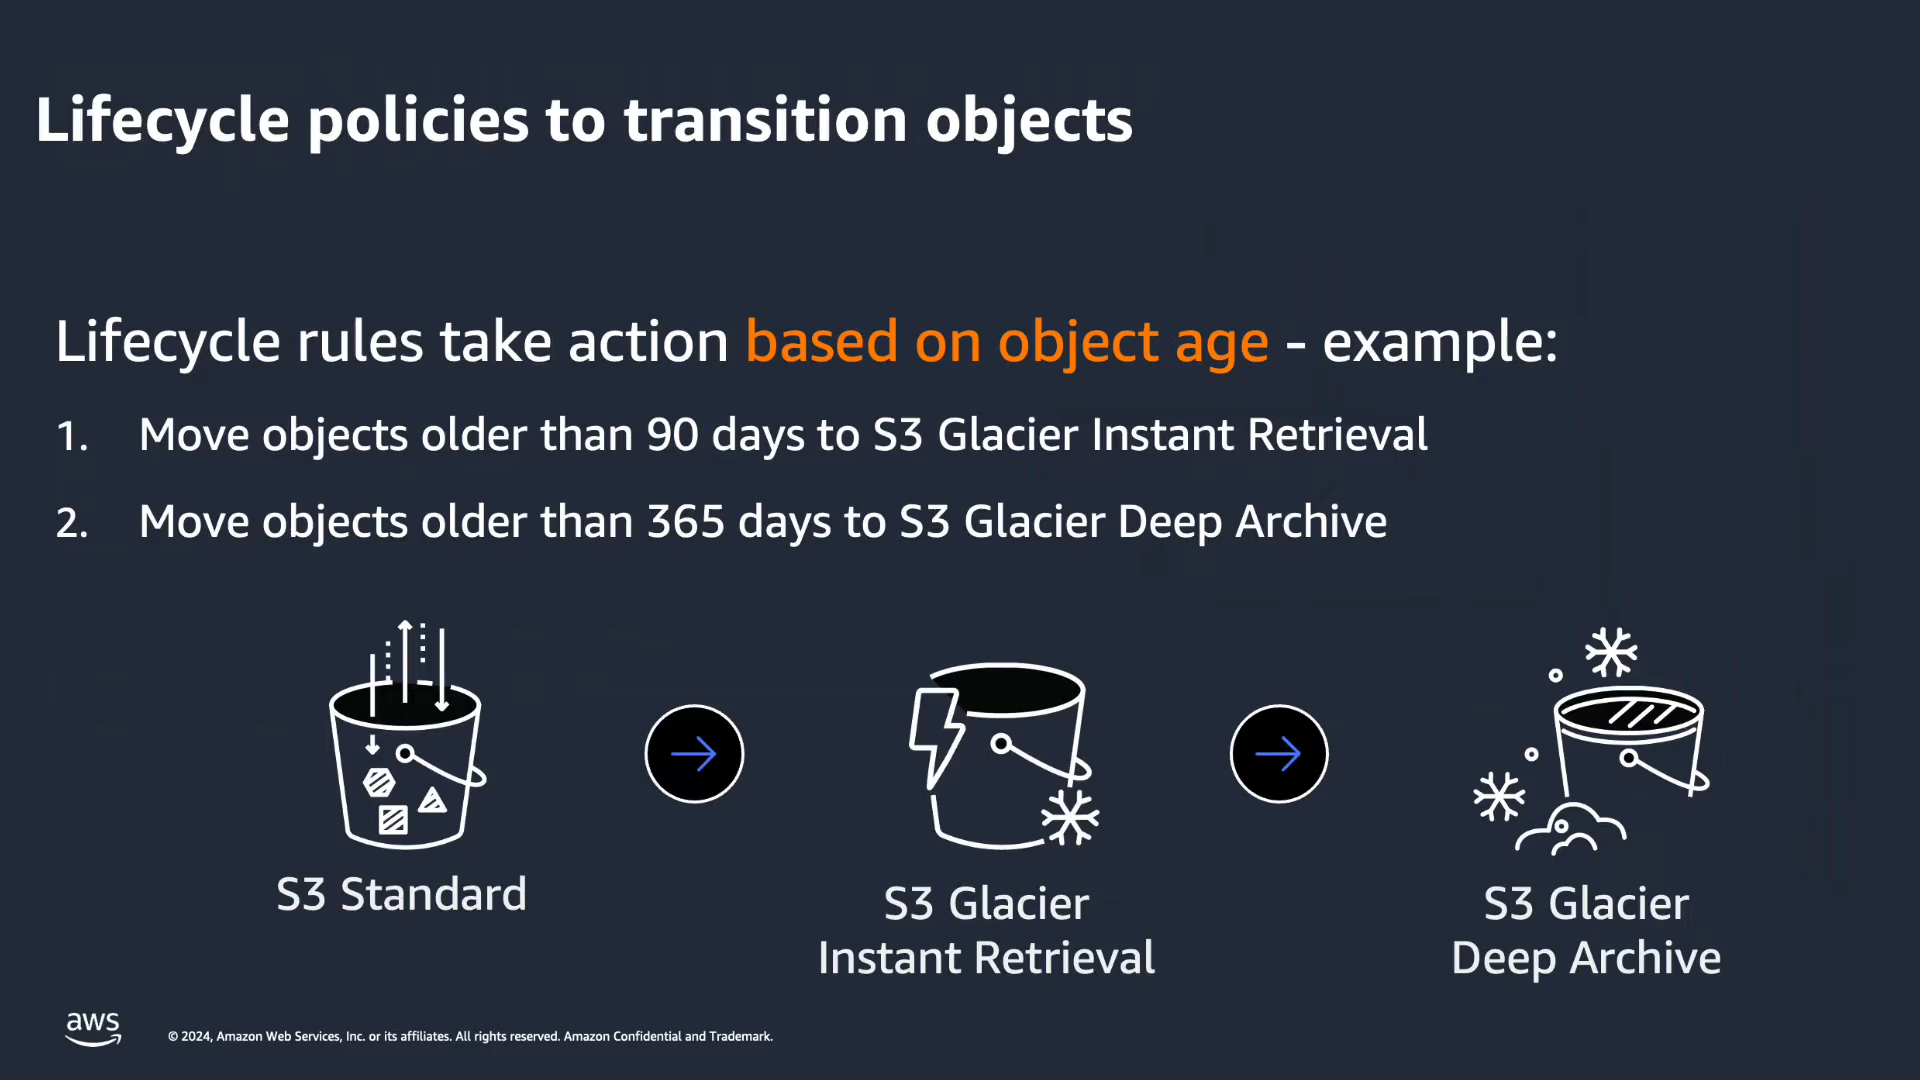 Lifecycle policies to transition objects
Lifecycle rules take action based on object age - example:
1. Move objects older than 90 days to S3 Glacier Instant Retrieval
2. Move objects older than 365 days to S3 Glacier Deep Archive
S3 Standard
S3 Glacier
Instant Retrieval
S3 Glacier
Deep Archive
aws
© 2024, Amazon Web Services, Inc. or its affiliates. All rights reserved. Amazon Confidential and Trademark.